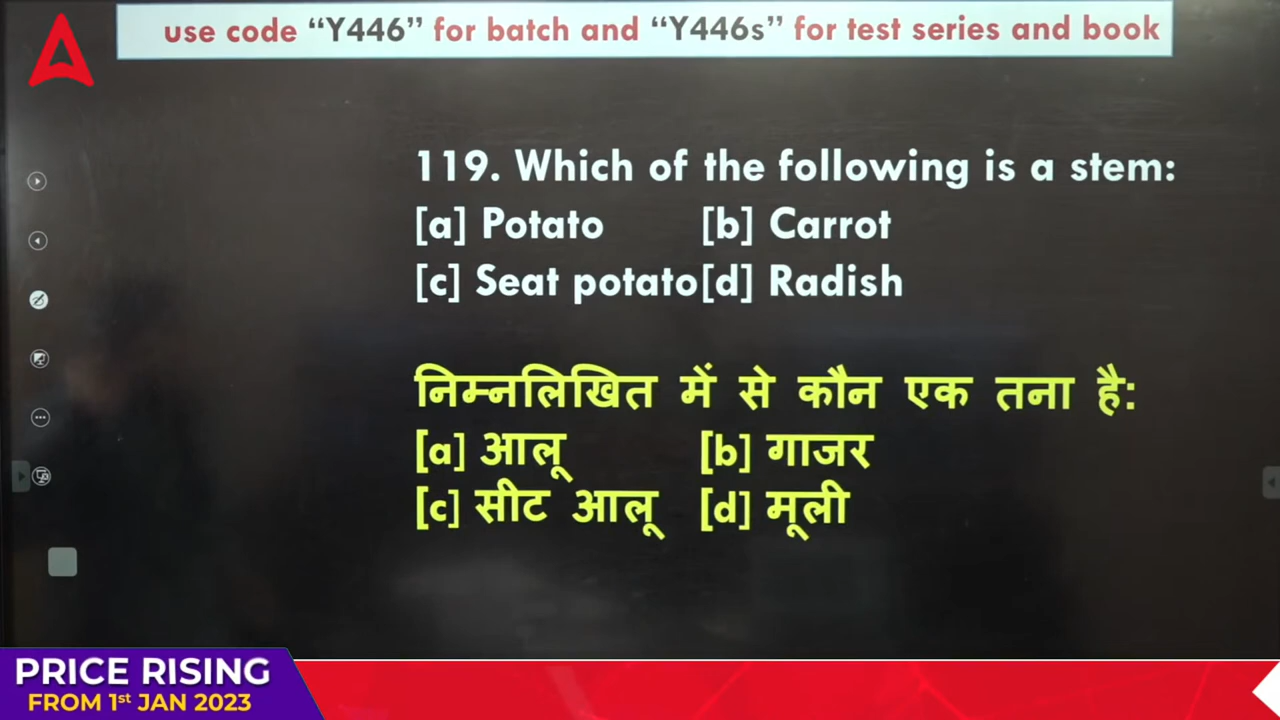 use code “Y446” for batch and “Y446s” for test series and book
119. Which of the following is a stem:
[a] Potato [b] Carrot
[c] Seat potato[d] Radish
निम्नलिखित में से कौन एक तना है:
[a] आलू [b] गाजर
[c] सीट आलू [d] मूली
PRICE RISING
FROM 1st JAN 2023